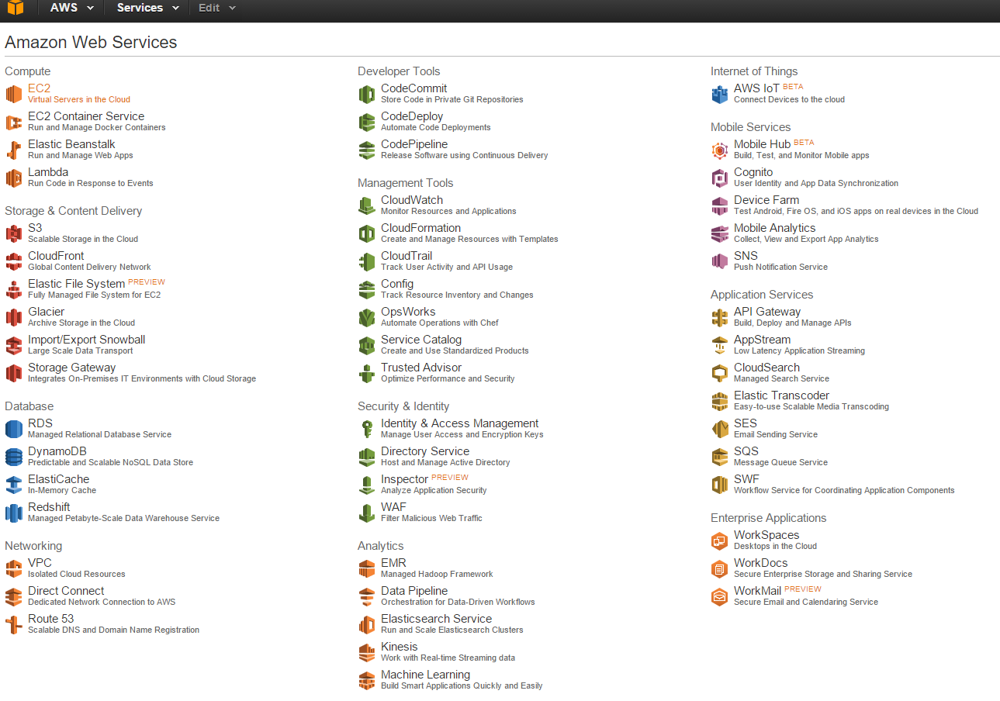 AWS Services Edit
Amazon Web Services
Compute
EC2
Virtual Servers in the Cloud
EC2 Container Service
Run and Manage Docker Containers
Elastic Beanstalk
Run and Manage Web Apps
Lambda
Run Code in Response to Events
Storage & Content Delivery
S3
Scalable Storage in the Cloud
CloudFront
Global Content Delivery Network
Elastic File System PREVIEW
Fully Managed File System for EC2
Glacier
Archive Storage in the Cloud
Import/Export Snowball
Large Scale Data Transport
Storage Gateway
Integrates On-Premises IT Environments with Cloud Storage
Database
RDS
Managed Relational Database Service
DynamoDB
Predictable and Scalable NoSQL Data Store
ElastiCache
In-Memory Cache
Redshift
Managed Petabyte-Scale Data Warehouse Service
Networking
VPC
Isolated Cloud Resources
Direct Connect
Dedicated Network Connection to AWS
Route 53
Scalable DNS and Domain Name Registration
Developer Tools
CodeCommit
Store Code in Private Git Repositories
CodeDeploy
Automate Code Deployments
CodePipeline
Release Software using Continuous Delivery
Management Tools
CloudWatch
Monitor Resources and Applications
CloudFormation
Create and Manage Resources with Templates
CloudTrail
Track User Activity and API Usage
Config
Track Resource Inventory and Changes
OpsWorks
Automate Operations with Chef
Service Catalog
Create and Use Standardized Products
Trusted Advisor
Optimize Performance and Security
Security & Identity
Identity & Access Management
Manage User Access and Encryption Keys
Directory Service
Host and Manage Active Directory
Inspector PREVIEW
Analyze Application Security
WAF
Filter Malicious Web Traffic
Analytics
EMR
Managed Hadoop Framework
Data Pipeline
Orchestration for Data-Driven Workflows
Elasticsearch Service
Run and Scale Elasticsearch Clusters
Kinesis
Work with Real-time Streaming data
Machine Learning
Build Smart Applications Quickly and Easily
Internet of Things
AWS IoT BETA
Connect Devices to the cloud
Mobile Services
Mobile Hub BETA
Build, Test, and Monitor Mobile apps
Cognito
User Identity and App Data Synchronization
Device Farm
Test Android, Fire OS, and iOS apps on real devices in the Cloud
Mobile Analytics
Collect, View and Export App Analytics
SNS
Push Notification Service
Application Services
API Gateway
Build, Deploy and Manage APIs
AppStream
Low Latency Application Streaming
CloudSearch
Managed Search Service
Elastic Transcoder
Easy-to-use Scalable Media Transcoding
SES
Email Sending Service
SQS
Message Queue Service
SWF
Workflow Service for Coordinating Application Components
Enterprise Applications
WorkSpaces
Desktops in the Cloud
WorkDocs
Secure Enterprise Storage and Sharing Service
WorkMail PREVIEW
Secure Email and Calendaring Service